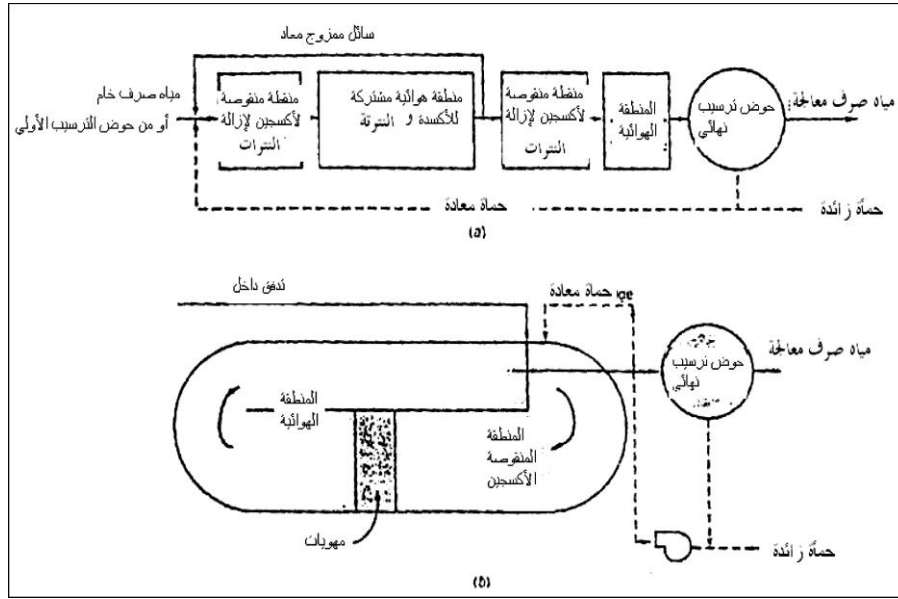 سائل ممزوج معاد
مياه صرف خام
أو من حوض الترسيب الأولي
منقطة منقوصة
لأكسجين لإزالة
النترات
منطقة هوائية مشتركة
للأكسدة و النترتة
منقطة منقوصة
لأكسجين لإزالة
النترات
المنطقة
الهوائية
حوض ترسيب
نهائي
مياه صرف معالجة
حمأة معادة
حمأة زائدة
(a)
تدفق داخل
حمأة معادة
المنطقة
الهوائية
المنطقة
المنقوصة
الأكسجين
مهويات
حوض ترسيب
نهائي
مياه صرف معالجة
حمأة زائدة
(b)